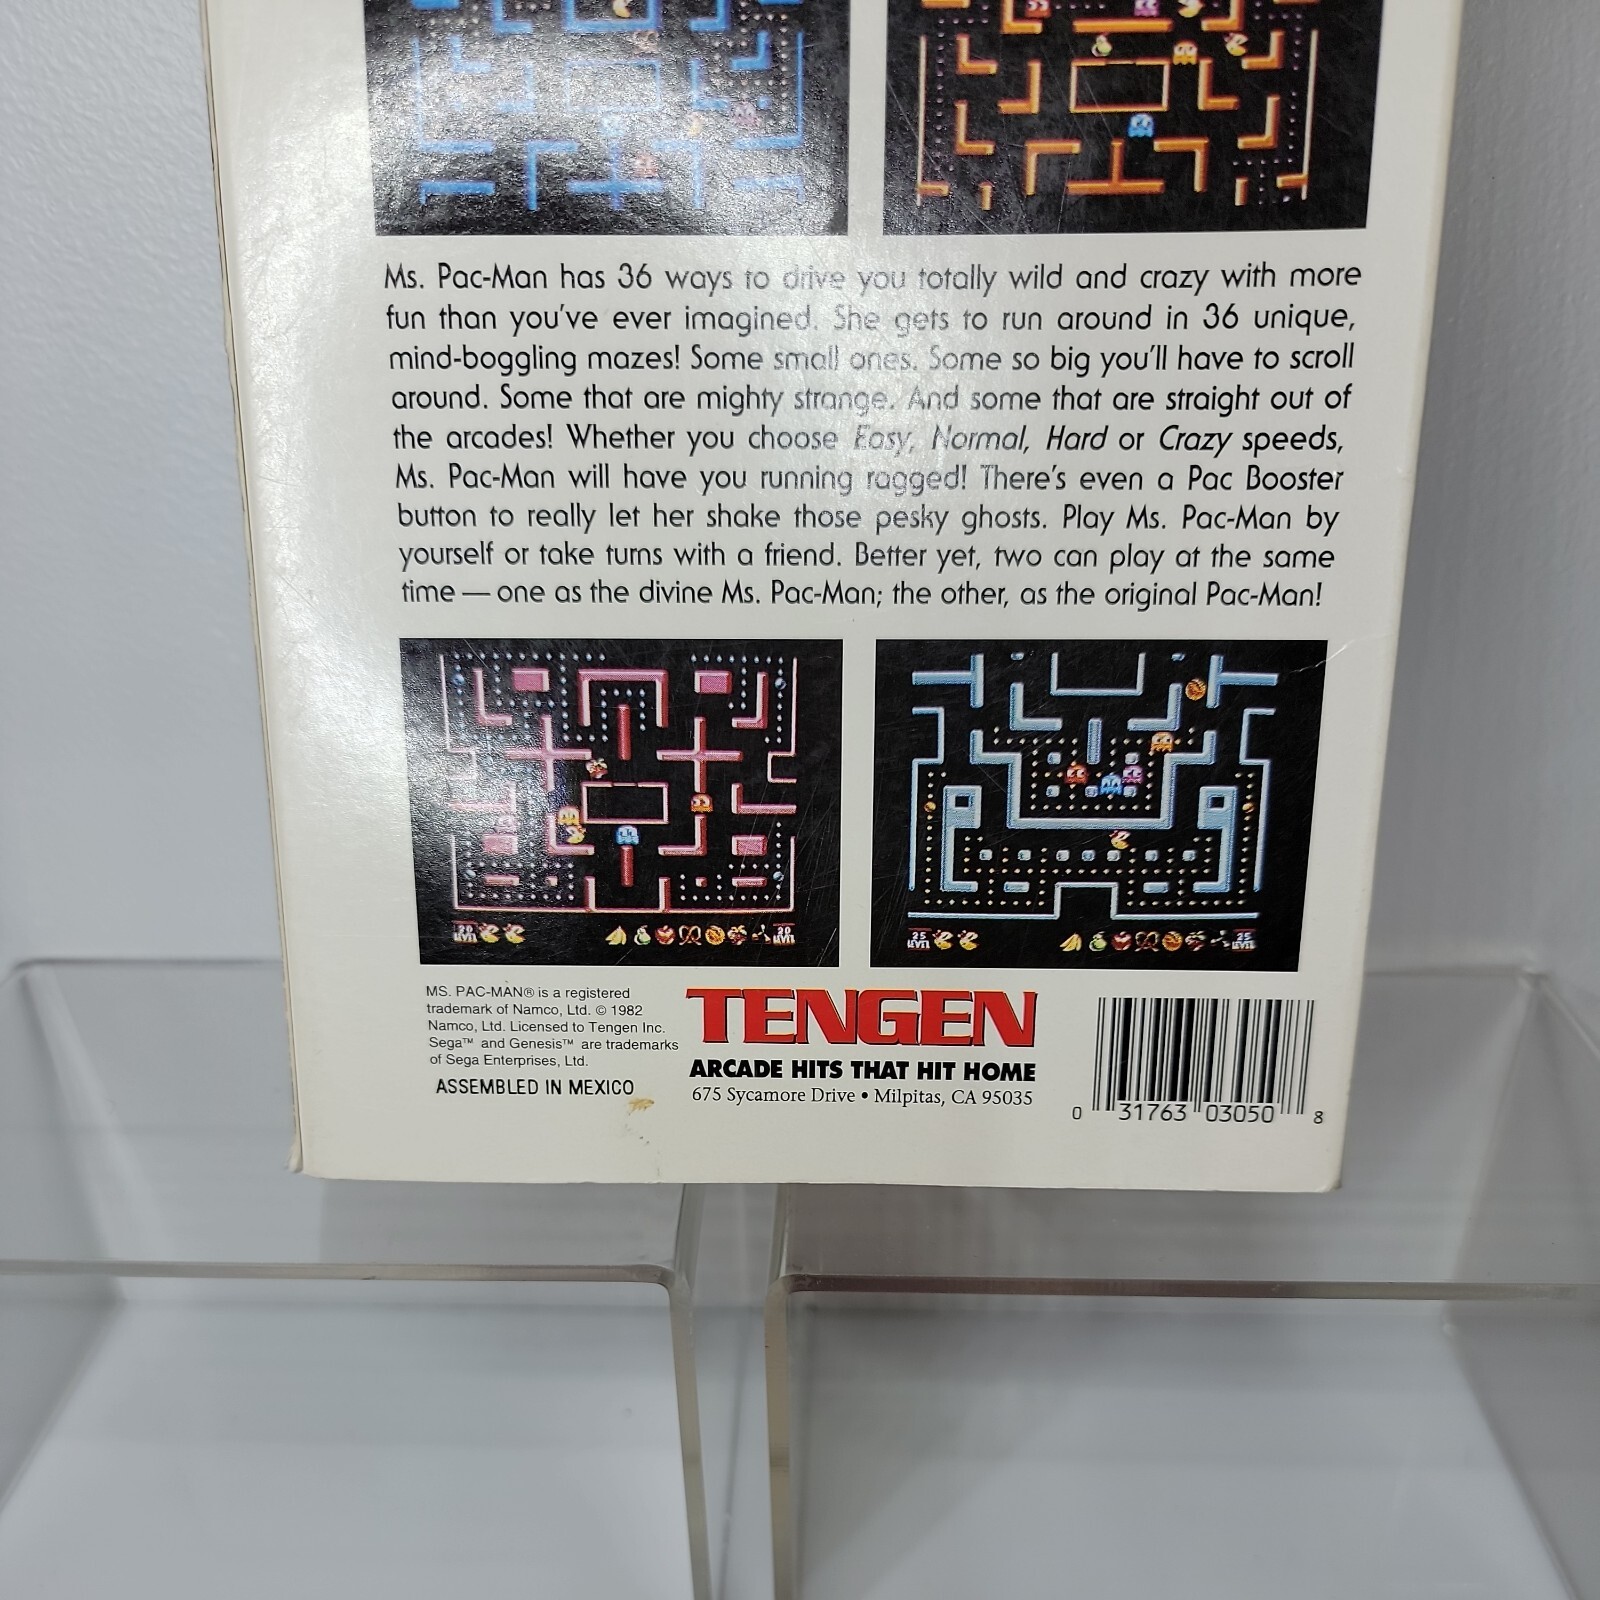 Ms. Pac-Man has 36 ways to drive you totally wild and crazy with more
fun than you've ever imagined. She gets to run around in 36 unique,
mind-boggling mazes! Some small ones. Some so big you'll have to scroll
around. Some that are mighty strange. And some that are straight out of
the arcades! Whether you choose Easy, Normal, Hard or Crazy speeds,
Ms. Pac-Man will have you running ragged! There's even a Pac Booster
button to really let her shake those pesky ghosts. Play Ms. Pac-Man by
yourself or take turns with a friend. Better yet, two can play at the same
time — one as the divine Ms. Pac-Man; the other, as the original Pac-Man!
20 LEVEL 20 LEVEL
25 LEVEL 25 LEVEL
MS. PAC-MAN® is a registered
trademark of Namco, Ltd. © 1982
Namco, Ltd. Licensed to Tengen Inc.
Sega™ and Genesis™ are trademarks
of Sega Enterprises, Ltd.
ASSEMBLED IN MEXICO
TENGEN
ARCADE HITS THAT HIT HOME
675 Sycamore Drive • Milpitas, CA 95035
0 31763 03050 8